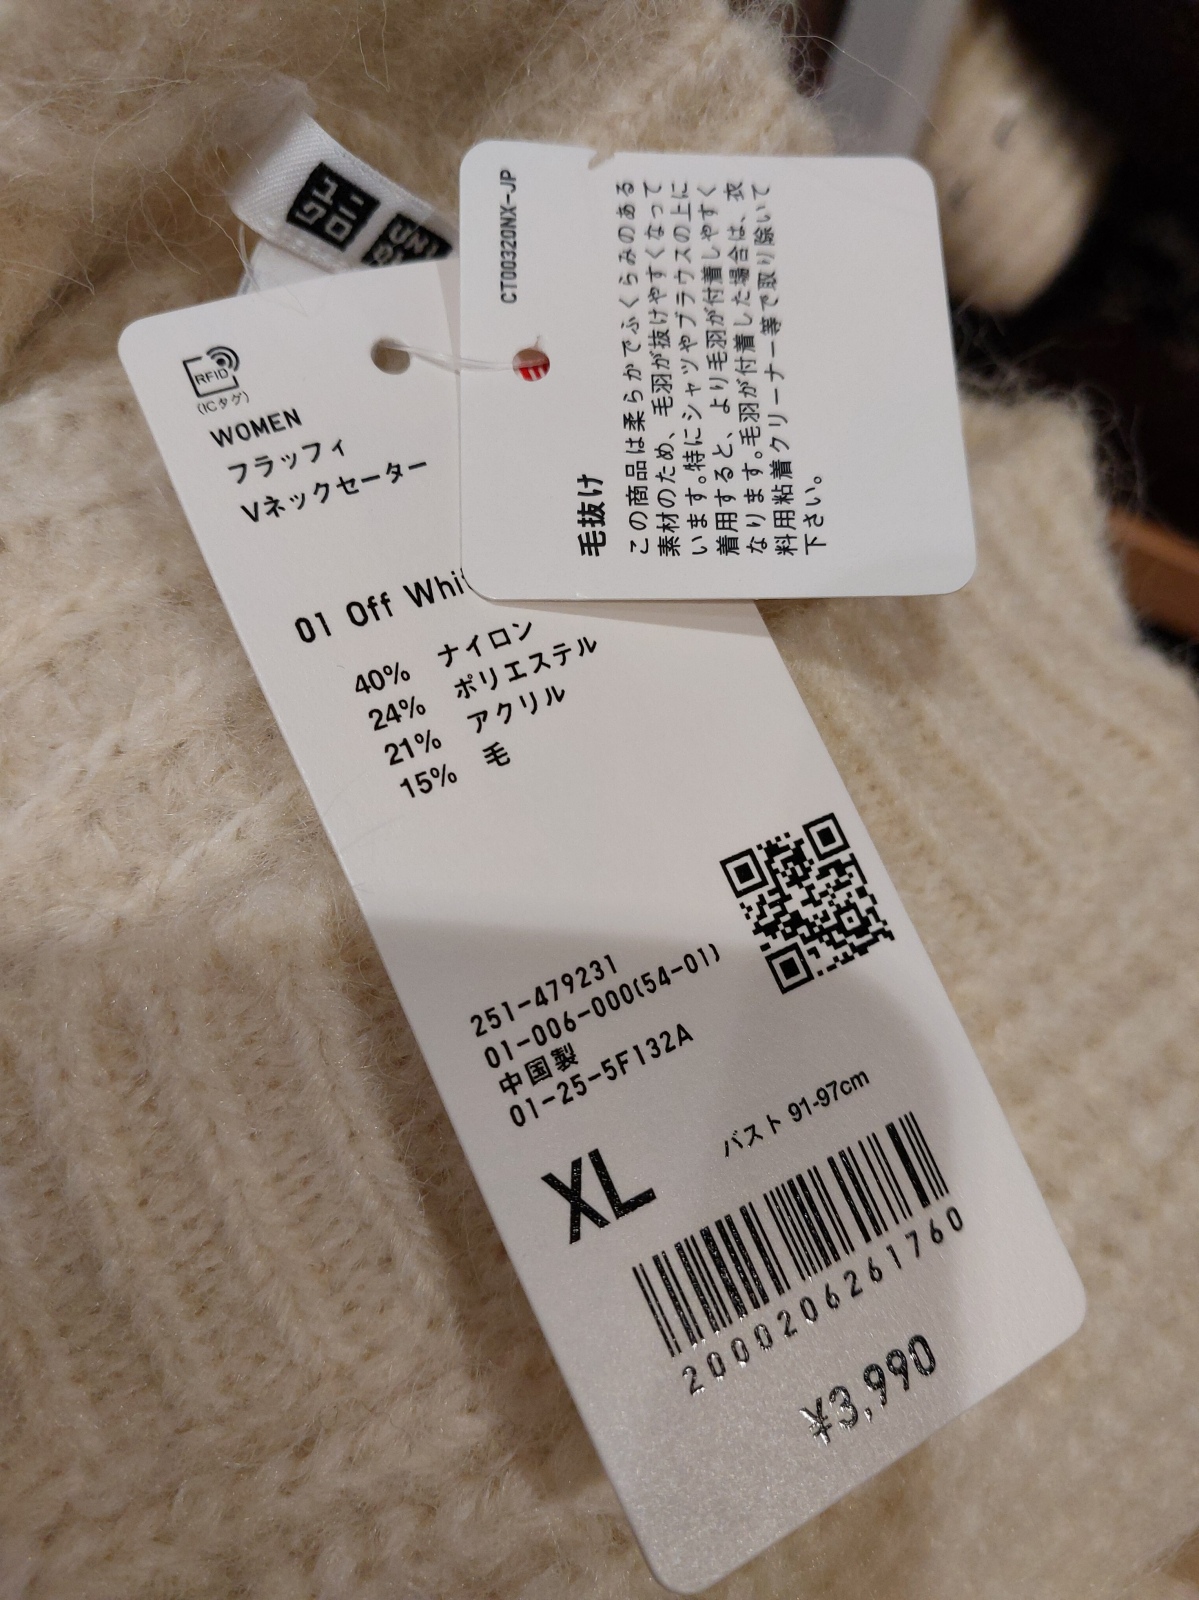 ユニ
クロ
UNI
RFID
(ICタグ)
WOMEN
フラッフィ
Vネックセーター
01 Off Whi
40% ナイロン
24% ポリエステル
21% アクリル
15% 毛
251-479231
01-006-000(54-01)
中国製
01-25-5F132A
XL
バスト 91-97cm
2000206261760
¥3,990
CT00320NX-JP
毛抜け
この商品は柔らかでふくらみのある
素材のため、毛羽が抜けやすくなって
います。特にシャツやブラウスの上に
着用すると、より毛羽が付着しやすく
なります。毛羽が付着した場合は、衣
料用粘着クリーナー等で取り除いて
下さい。